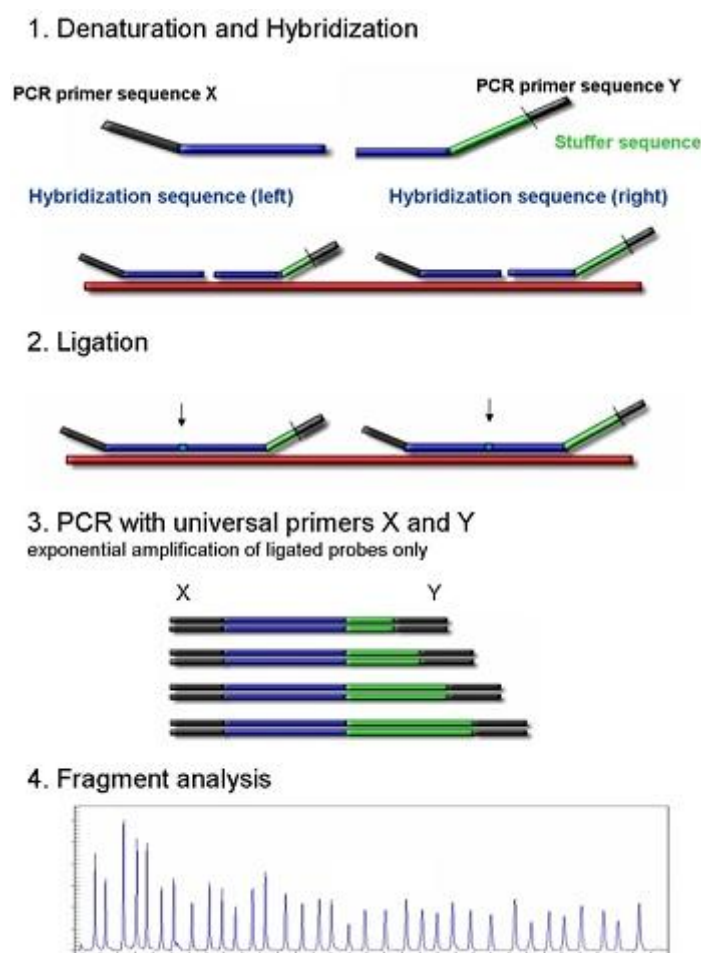 1. Denaturation and Hybridization
PCR primer sequence X
PCR primer sequence Y
Stuffer sequence
Hybridization sequence (left)
Hybridization sequence (right)
2. Ligation
3. PCR with universal primers X and Y
exponential amplification of ligated probes only
X
Y
4. Fragment analysis